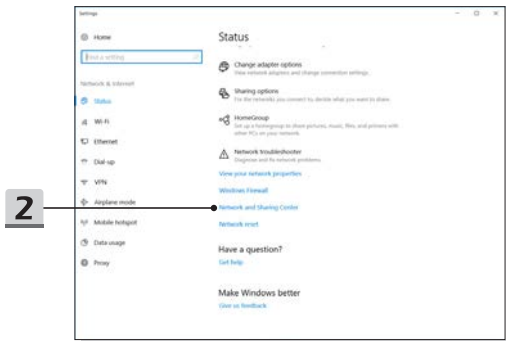 Settings
Home
Find a setting
Network & Internet
Status
Wi-Fi
Ethernet
Dial-up
VPN
Airplane mode
Mobile hotspot
Data usage
Proxy
2
Status
Change adapter options
View network adapters and change connection settings.
Sharing options
For the networks you connect to, decide what you want to share.
HomeGroup
Set up a homegroup to share pictures, music, files, and printers with
other PCs on your network.
Network troubleshooter
Diagnose and fix network problems.
View your network properties
Windows Firewall
Network and Sharing Center
Network reset
Have a question?
Get help
Make Windows better
Give us feedback